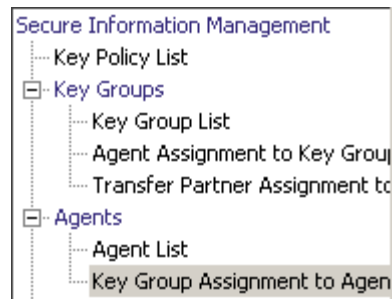 Secure Information Management
Key Policy List
Key Groups
Key Group List
Agent Assignment to Key Grou
Transfer Partner Assignment to
Agents
Agent List
Key Group Assignment to Agen